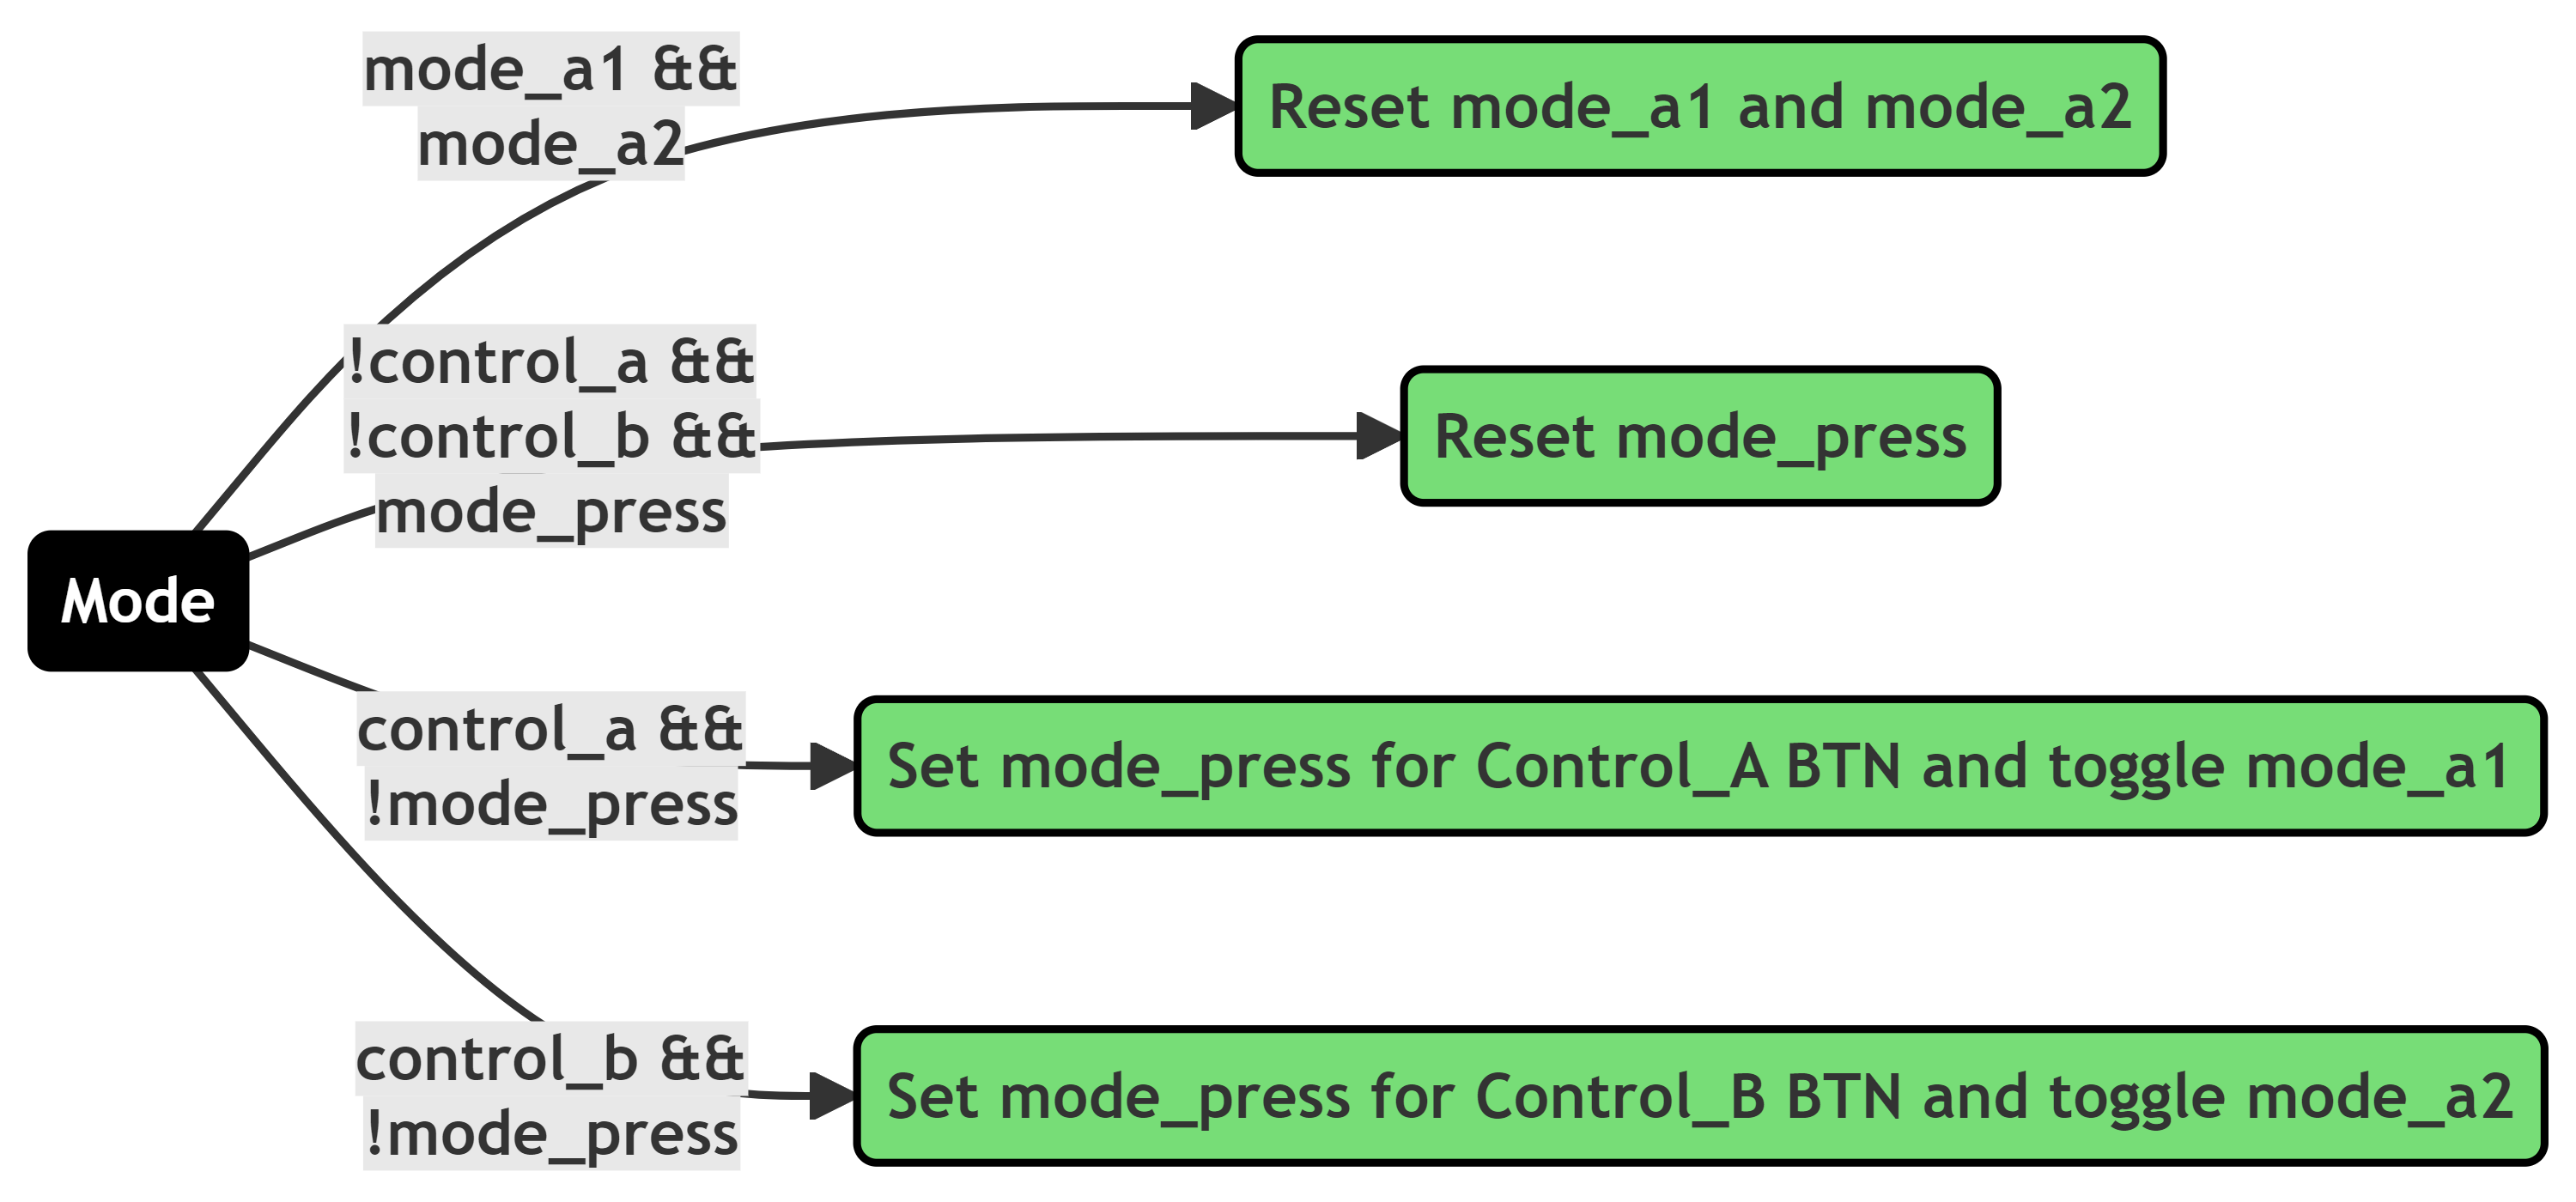 mode_a1 &&
mode_a2
Reset mode_a1 and mode_a2
!control_a &&
!control_b &&
mode_press
Reset mode_press
Mode
control_a &&
!mode_press
Set mode_press for Control_A BTN and toggle mode_a1
control_b &&
!mode_press
Set mode_press for Control_B BTN and toggle mode_a2